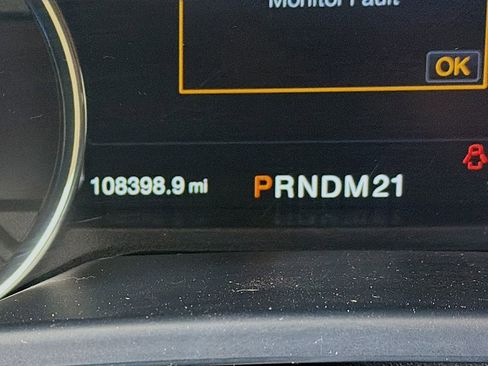 Monitor Fault
OK
108398.9 mi PRNDM21